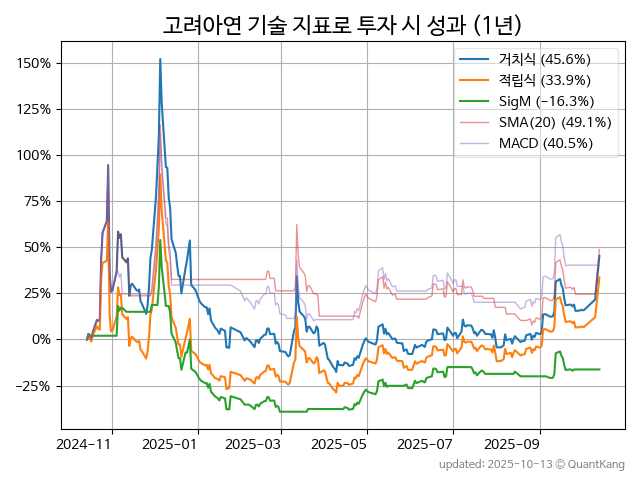 고려아연 기술 지표로 투자 시 성과 (1년)
150%
125%
100%
75%
50%
25%
0%
−25%
거치식 (45.6%)
적립식 (33.9%)
SigM (−16.3%)
SMA(20) (49.1%)
MACD (40.5%)
2024-11
2025-01
2025-03
2025-05
2025-07
2025-09
updated: 2025-10-13 © QuantKang